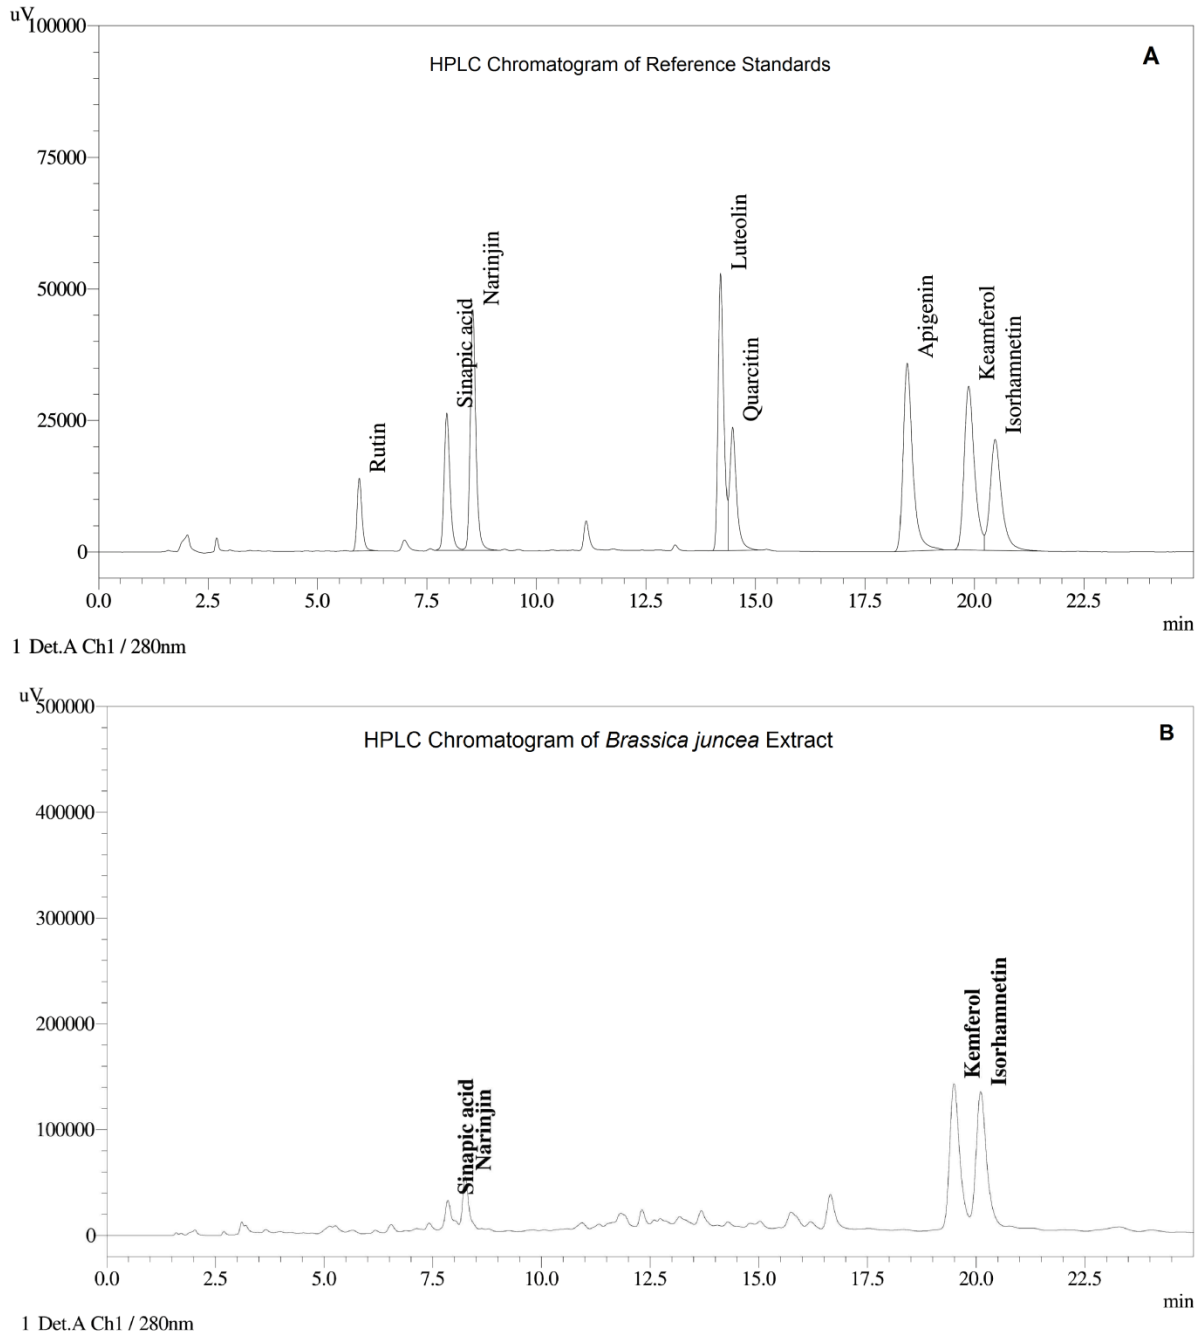 uV
100000
HPLC Chromatogram of Reference Standards
A
75000
50000
25000
0
Rutin
Sinapic acid
Narinjin
Luteolin
Quarcitin
Apigenin
Keamferol
Isorhamnetin
0.0 2.5 5.0 7.5 10.0 12.5 15.0 17.5 20.0 22.5
min
1 Det.A Ch1 / 280nm
uV
500000
HPLC Chromatogram of Brassica juncea Extract
B
400000
300000
200000
100000
0
Sinapic acid
Narinjin
Kemferol
Isorhamnetin
0.0 2.5 5.0 7.5 10.0 12.5 15.0 17.5 20.0 22.5
min
1 Det.A Ch1 / 280nm